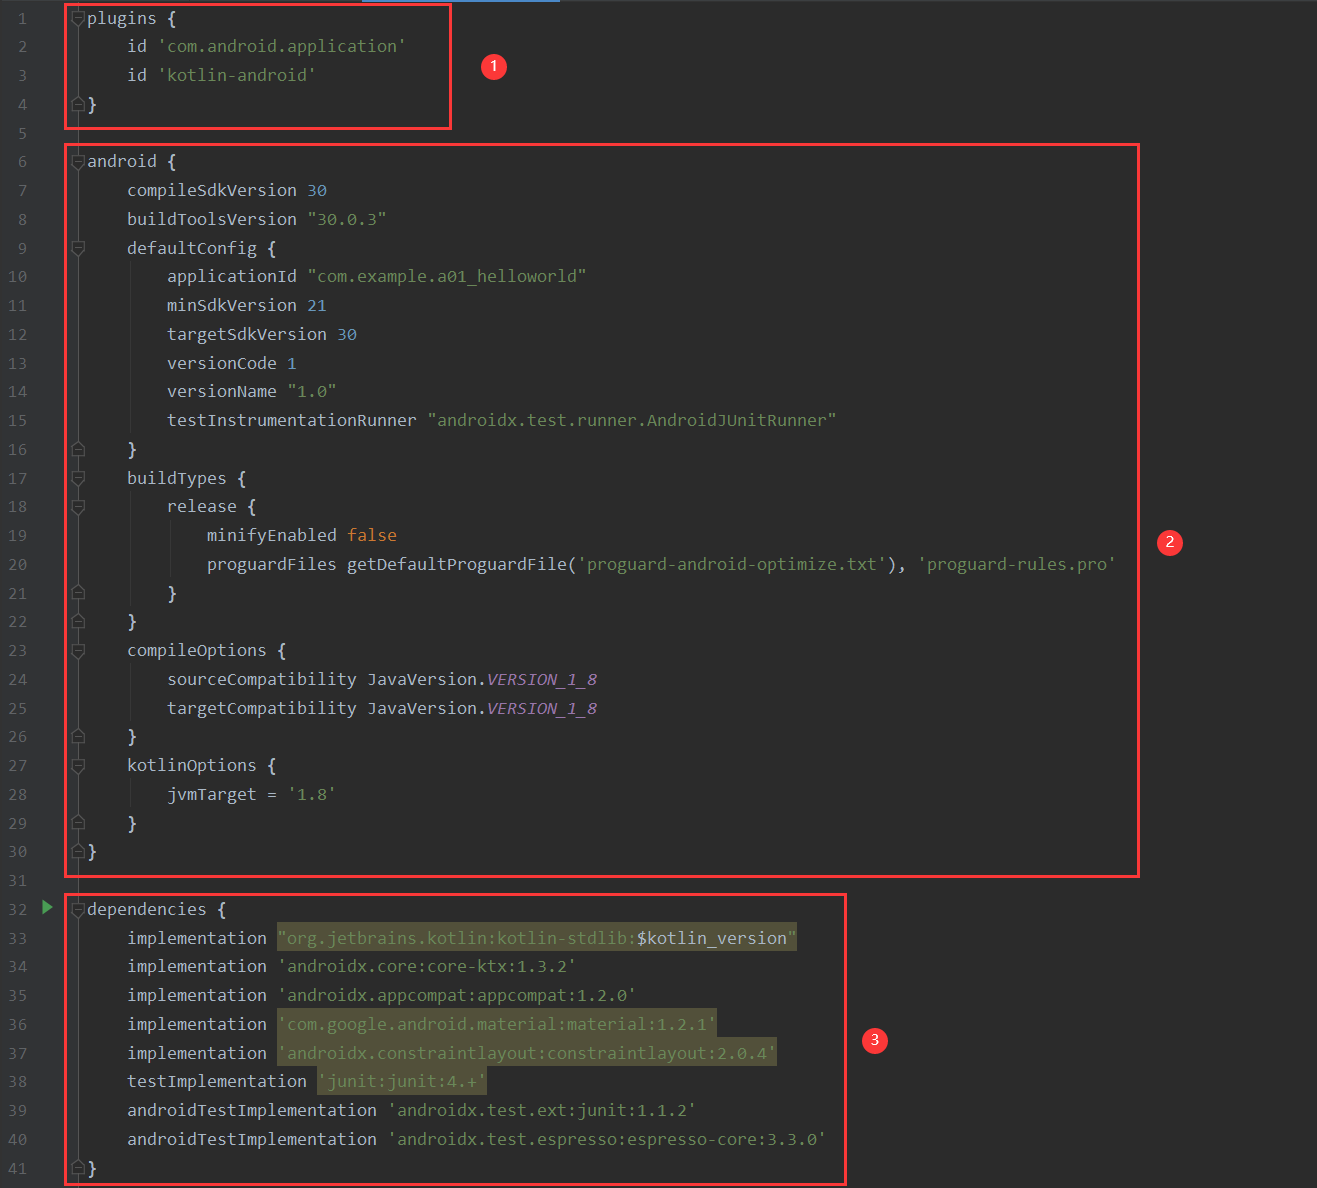 1 plugins {
2 id 'com.android.application'
3 id 'kotlin-android'
4 }
5
6 android {
7 compileSdkVersion 30
8 buildToolsVersion "30.0.3"
9 defaultConfig {
10 applicationId "com.example.a01_helloworld"
11 minSdkVersion 21
12 targetSdkVersion 30
13 versionCode 1
14 versionName "1.0"
15 testInstrumentationRunner "androidx.test.runner.AndroidJUnitRunner"
16 }
17 buildTypes {
18 release {
19 minifyEnabled false
20 proguardFiles getDefaultProguardFile('proguard-android-optimize.txt'), 'proguard-rules.pro'
21 }
22 }
23 compileOptions {
24 sourceCompatibility JavaVersion.VERSION_1_8
25 targetCompatibility JavaVersion.VERSION_1_8
26 }
27 kotlinOptions {
28 jvmTarget = '1.8'
29 }
30 }
31
32 dependencies {
33 implementation "org.jetbrains.kotlin:kotlin-stdlib:$kotlin_version"
34 implementation 'androidx.core:core-ktx:1.3.2'
35 implementation 'androidx.appcompat:appcompat:1.2.0'
36 implementation 'com.google.android.material:material:1.2.1'
37 implementation 'androidx.constraintlayout:constraintlayout:2.0.4'
38 testImplementation 'junit:junit:4.+'
39 androidTestImplementation 'androidx.test.ext:junit:1.1.2'
40 androidTestImplementation 'androidx.test.espresso:espresso-core:3.3.0'
41 }
1
2
3